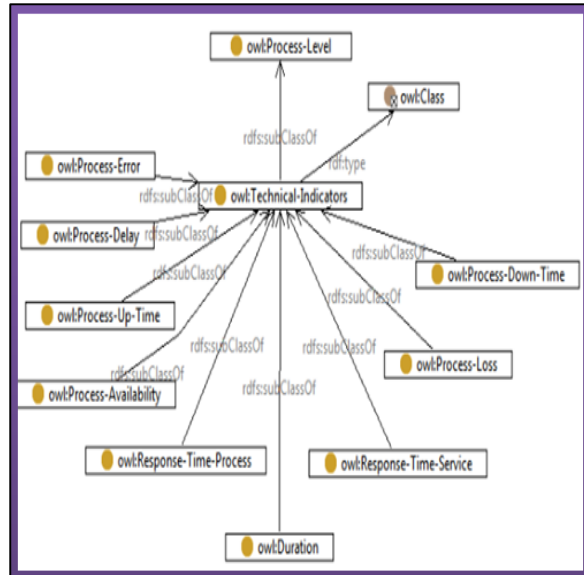 owl:Process-Level
owl:Class
rdfs:subClassOf
rdf:type
owl:Process-Error
rdfs:subClassOf
owl:Technical-Indicators
owl:Process-Delay
rdfs:subClassOf
rdfs:subClassOf
owl:Process-Down-Time
rdfs:subClassOf
owl:Process-Up-Time
rdfs:subClassOf
rdfs:subClassOf
rdfs:subClassOf
owl:Process-Loss
rdfs:subClassOf
rdfs:subClassOf
owl:Process-Availability
owl:Response-Time-Process
owl:Response-Time-Service
owl:Duration